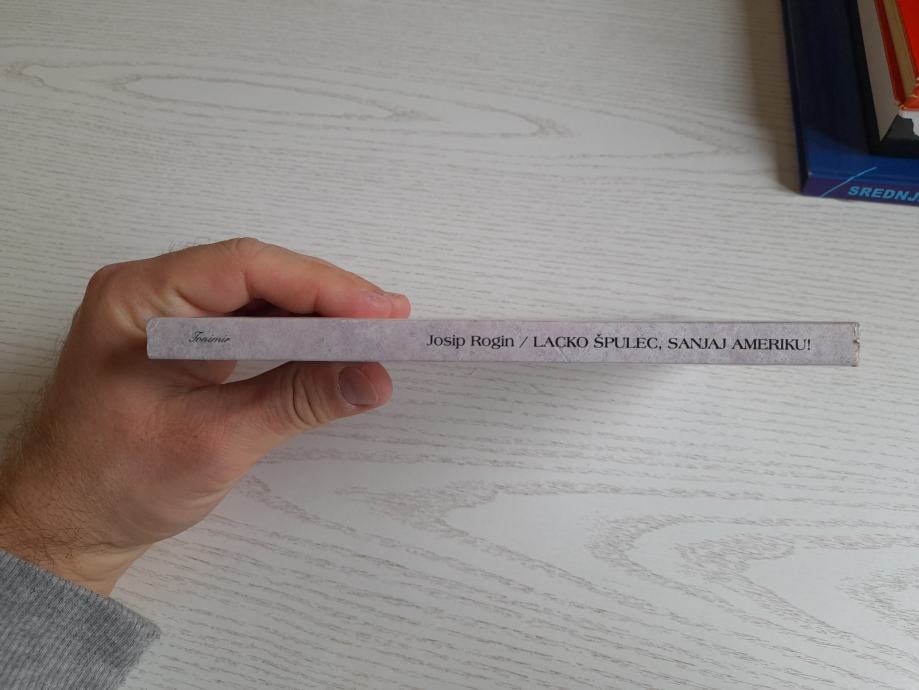 Tonimir
Josip Rogin / LACKO ŠPULEC, SANJAJ AMERIKU!
SREDNJ